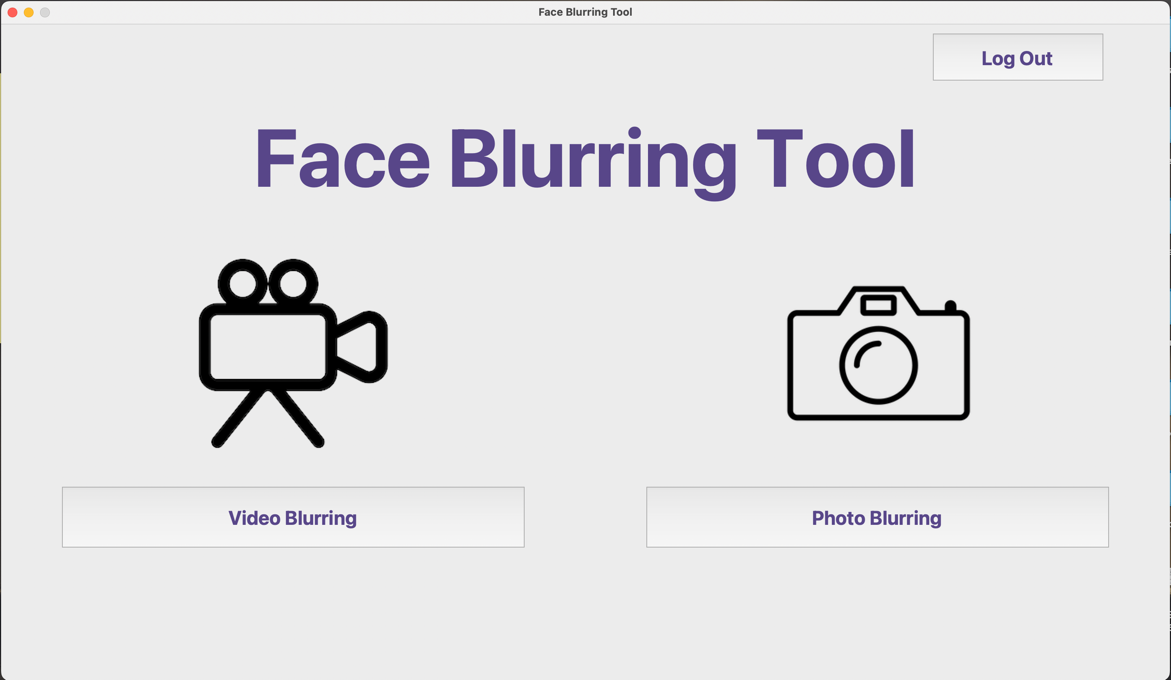 Face Blurring Tool
Log Out
Face Blurring Tool
Video Blurring
Photo Blurring